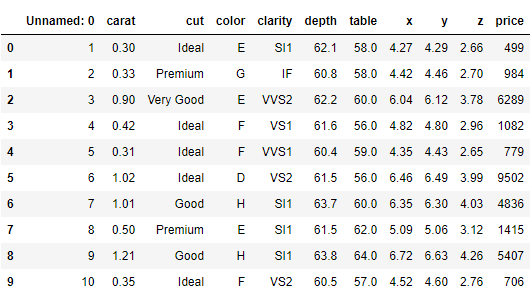 Unnamed: 0 carat cut color clarity depth table x y z price
0 1 0.30 Ideal E SI1 62.1 58.0 4.27 4.29 2.66 499
1 2 0.33 Premium G IF 60.8 58.0 4.42 4.46 2.70 984
2 3 0.90 Very Good E VVS2 62.2 60.0 6.04 6.12 3.78 6289
3 4 0.42 Ideal F VS1 61.6 56.0 4.82 4.80 2.96 1082
4 5 0.31 Ideal F VVS1 60.4 59.0 4.35 4.43 2.65 779
5 6 1.02 Ideal D VS2 61.5 56.0 6.46 6.49 3.99 9502
6 7 1.01 Good H SI1 63.7 60.0 6.35 6.30 4.03 4836
7 8 0.50 Premium E SI1 61.5 62.0 5.09 5.06 3.12 1415
8 9 1.21 Good H SI1 63.8 64.0 6.72 6.63 4.26 5407
9 10 0.35 Ideal F VS2 60.5 57.0 4.52 4.60 2.76 706